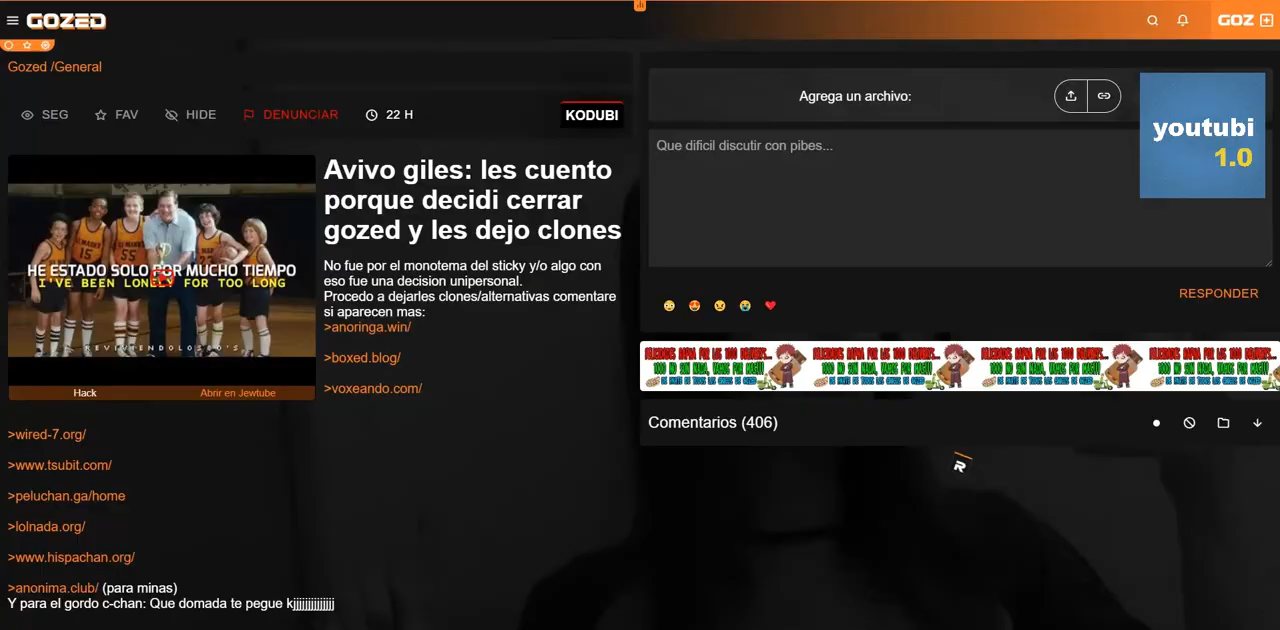 GOZED
GOZ
Gozed /General
SEG
FAV
HIDE
DENUNCIAR
22 H
KODUBI
Avivo giles: les cuento
porque decidi cerrar
gozed y les dejo clones
No fue por el monotema del sticky y/o algo con
eso fue una decision unipersonal.
Procedo a dejarles clones/alternativas comentare
si aparecen mas:
>anoringa.win/
>boxed.blog/
>voxeando.com/
HE ESTADO SOLO POR MUCHO TIEMPO
I'VE BEEN LONELY FOR TOO LONG
REVIVIENDOLOS80'S
Hack
Abrir en Jewtube
>wired-7.org/
>www.tsubit.com/
>peluchan.ga/home
>lolnada.org/
>www.hispachan.org/
>anonima.club/ (para minas)
Y para el gordo c-chan: Que domada te pegue kjjjjjjjjjjjjj
Agrega un archivo:
youtubi
1.0
Que dificil discutir con pibes...
RESPONDER
Comentarios (406)
R